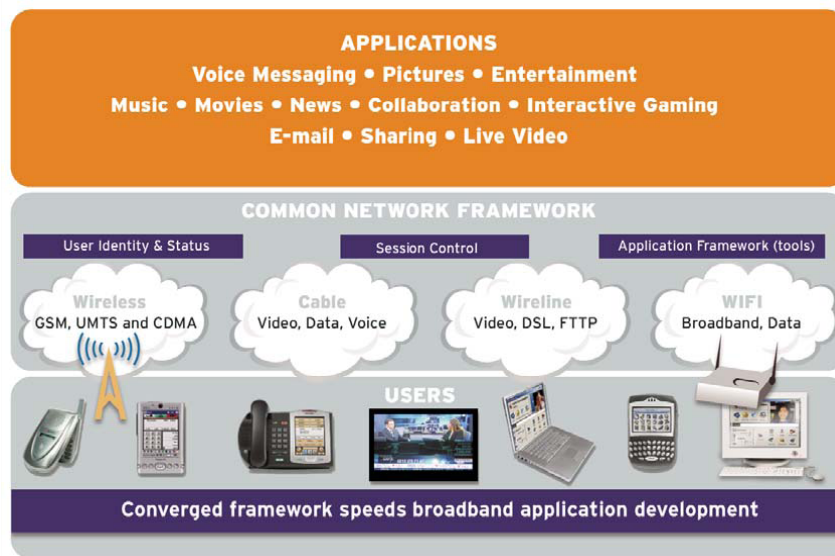 APPLICATIONS
Voice Messaging • Pictures • Entertainment
Music • Movies • News • Collaboration • Interactive Gaming
E-mail • Sharing • Live Video
COMMON NETWORK FRAMEWORK
User Identity & Status
Session Control
Application Framework (tools)
Wireless
GSM, UMTS and CDMA
Cable
Video, Data, Voice
Wireline
Video, DSL, FTTP
WIFI
Broadband, Data
USERS
Converged framework speeds broadband application development